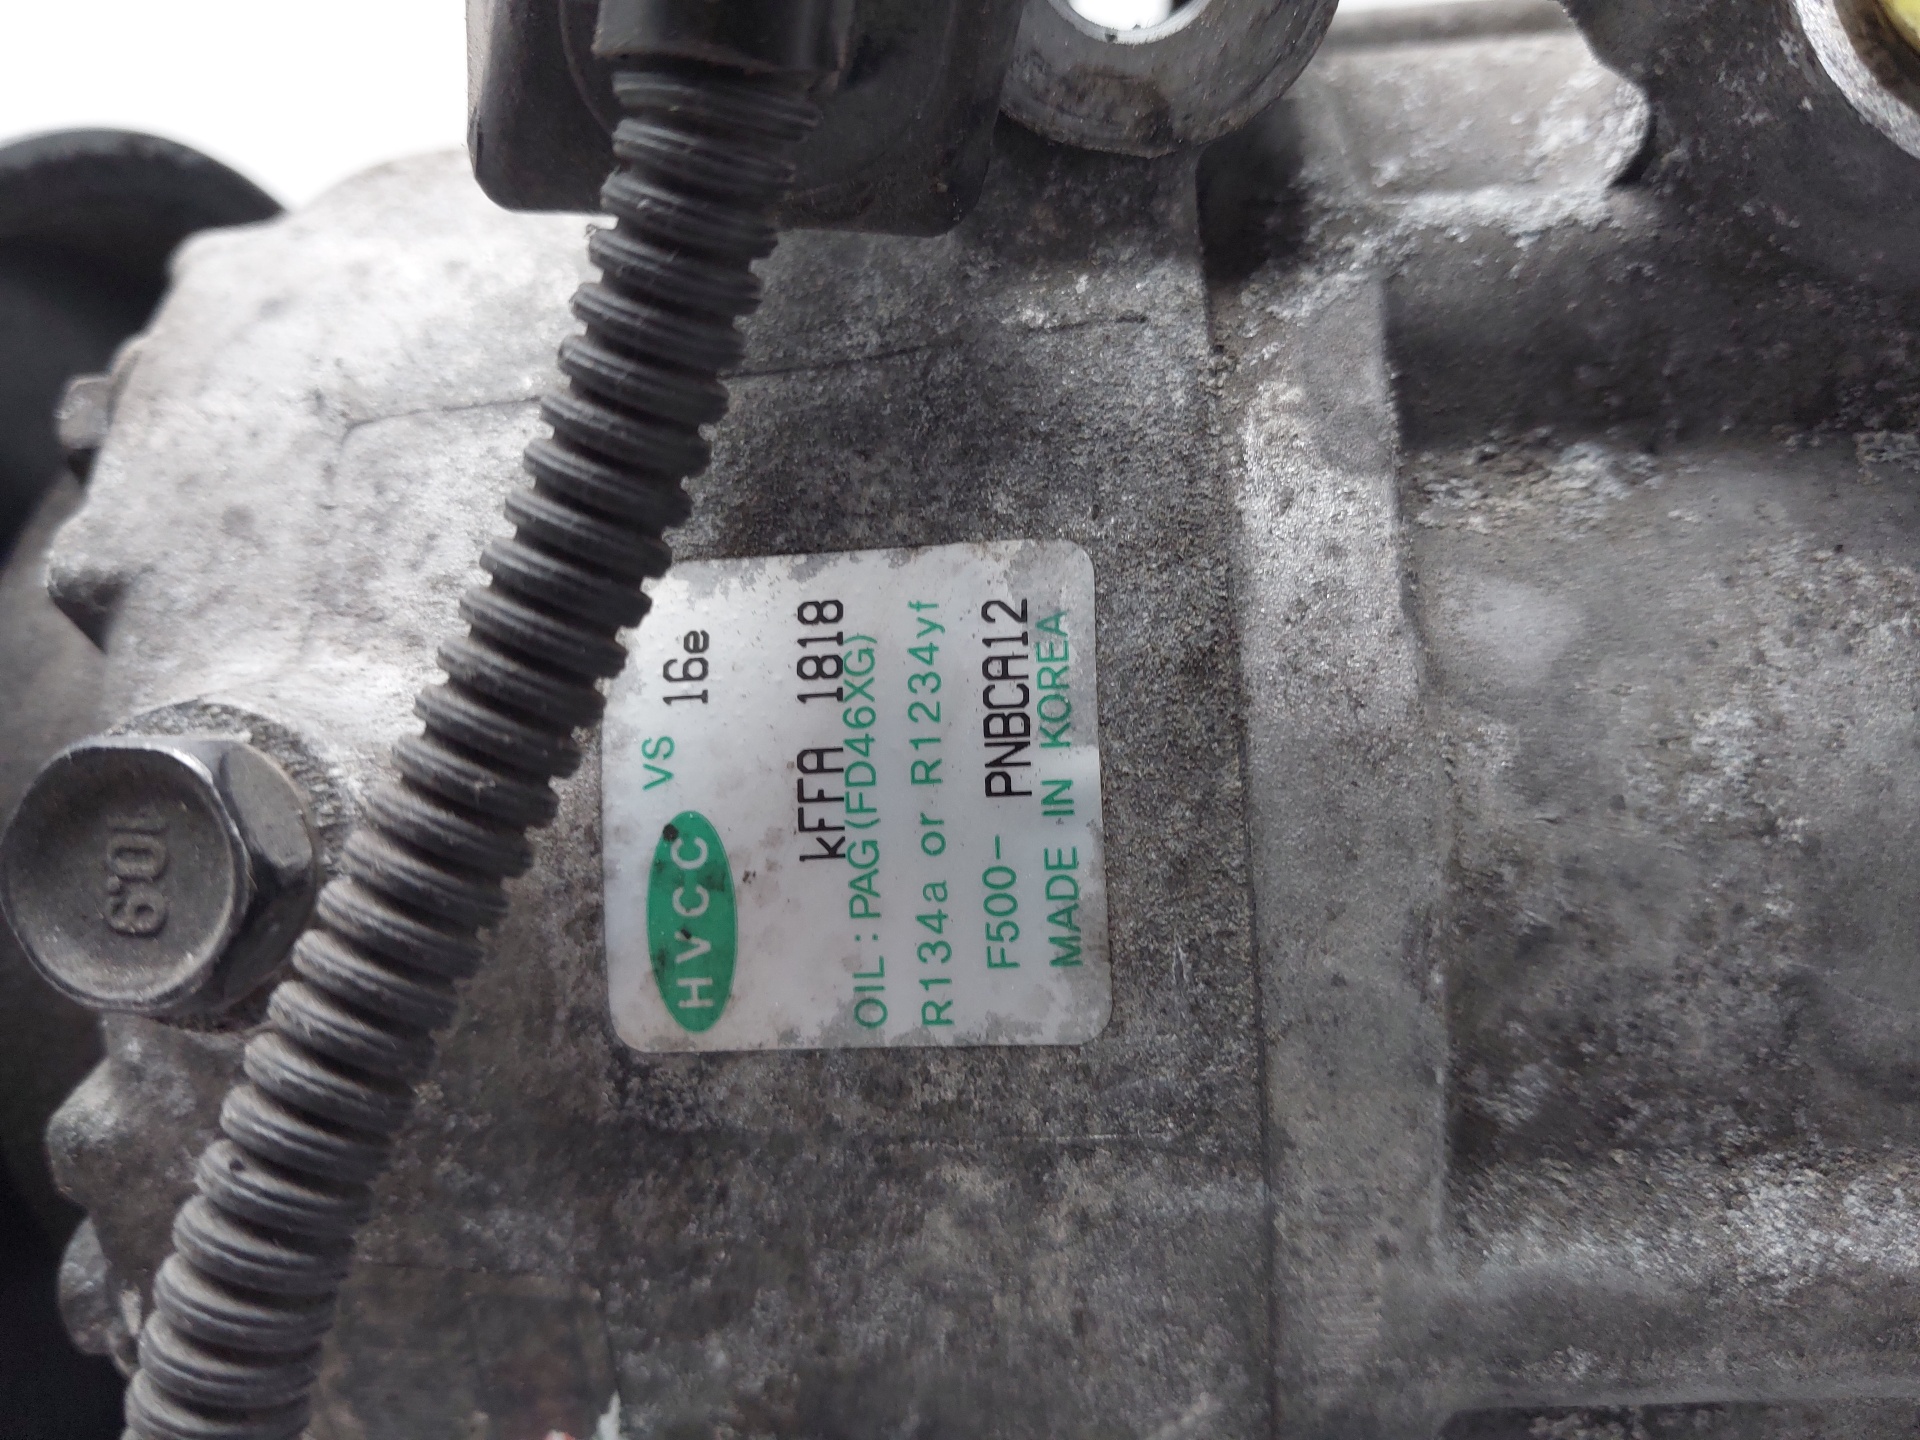 HVCC VS 16e
kFFA 1818
OIL:PAG(FD46XG)
R134a or R1234yf
F500-PNBCA12
MADE IN KOREA
10.9